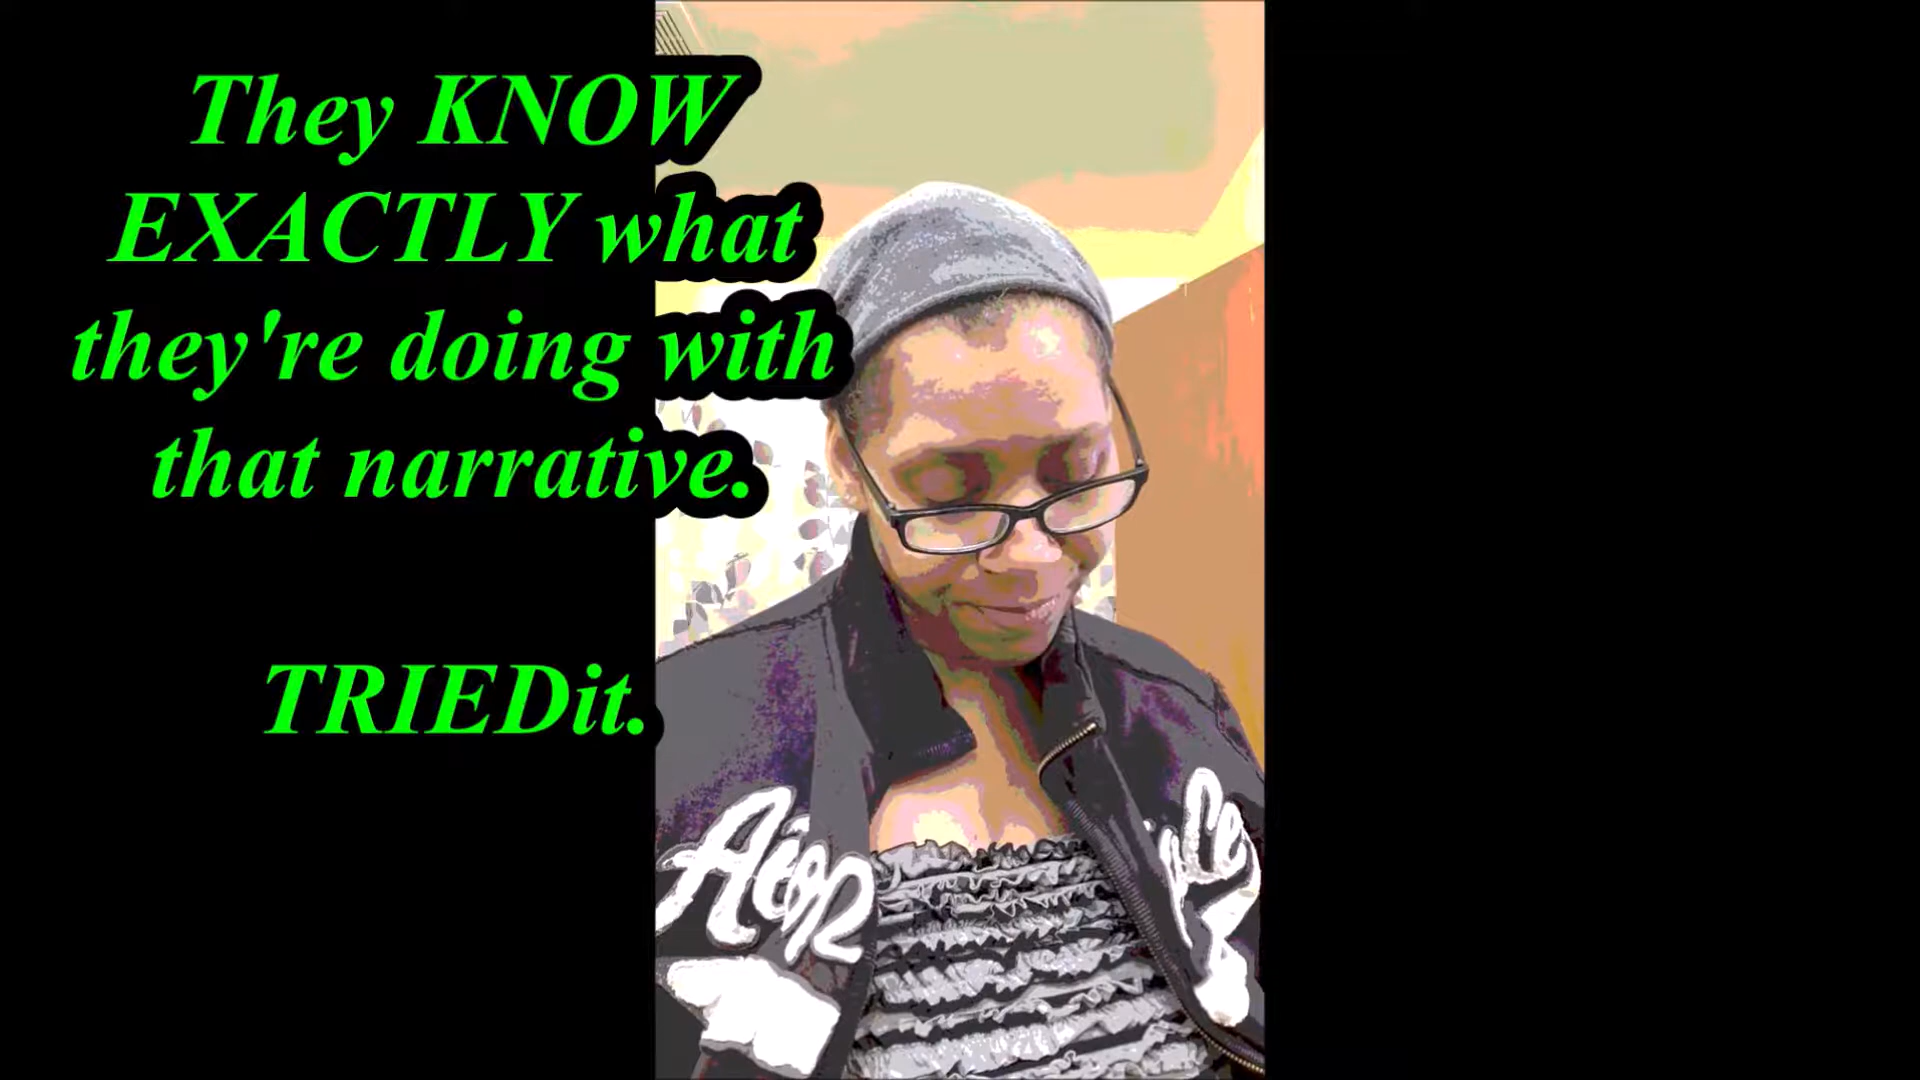 They KNOW
EXACTLY what
they're doing with
that narrative.
TRIEDit.